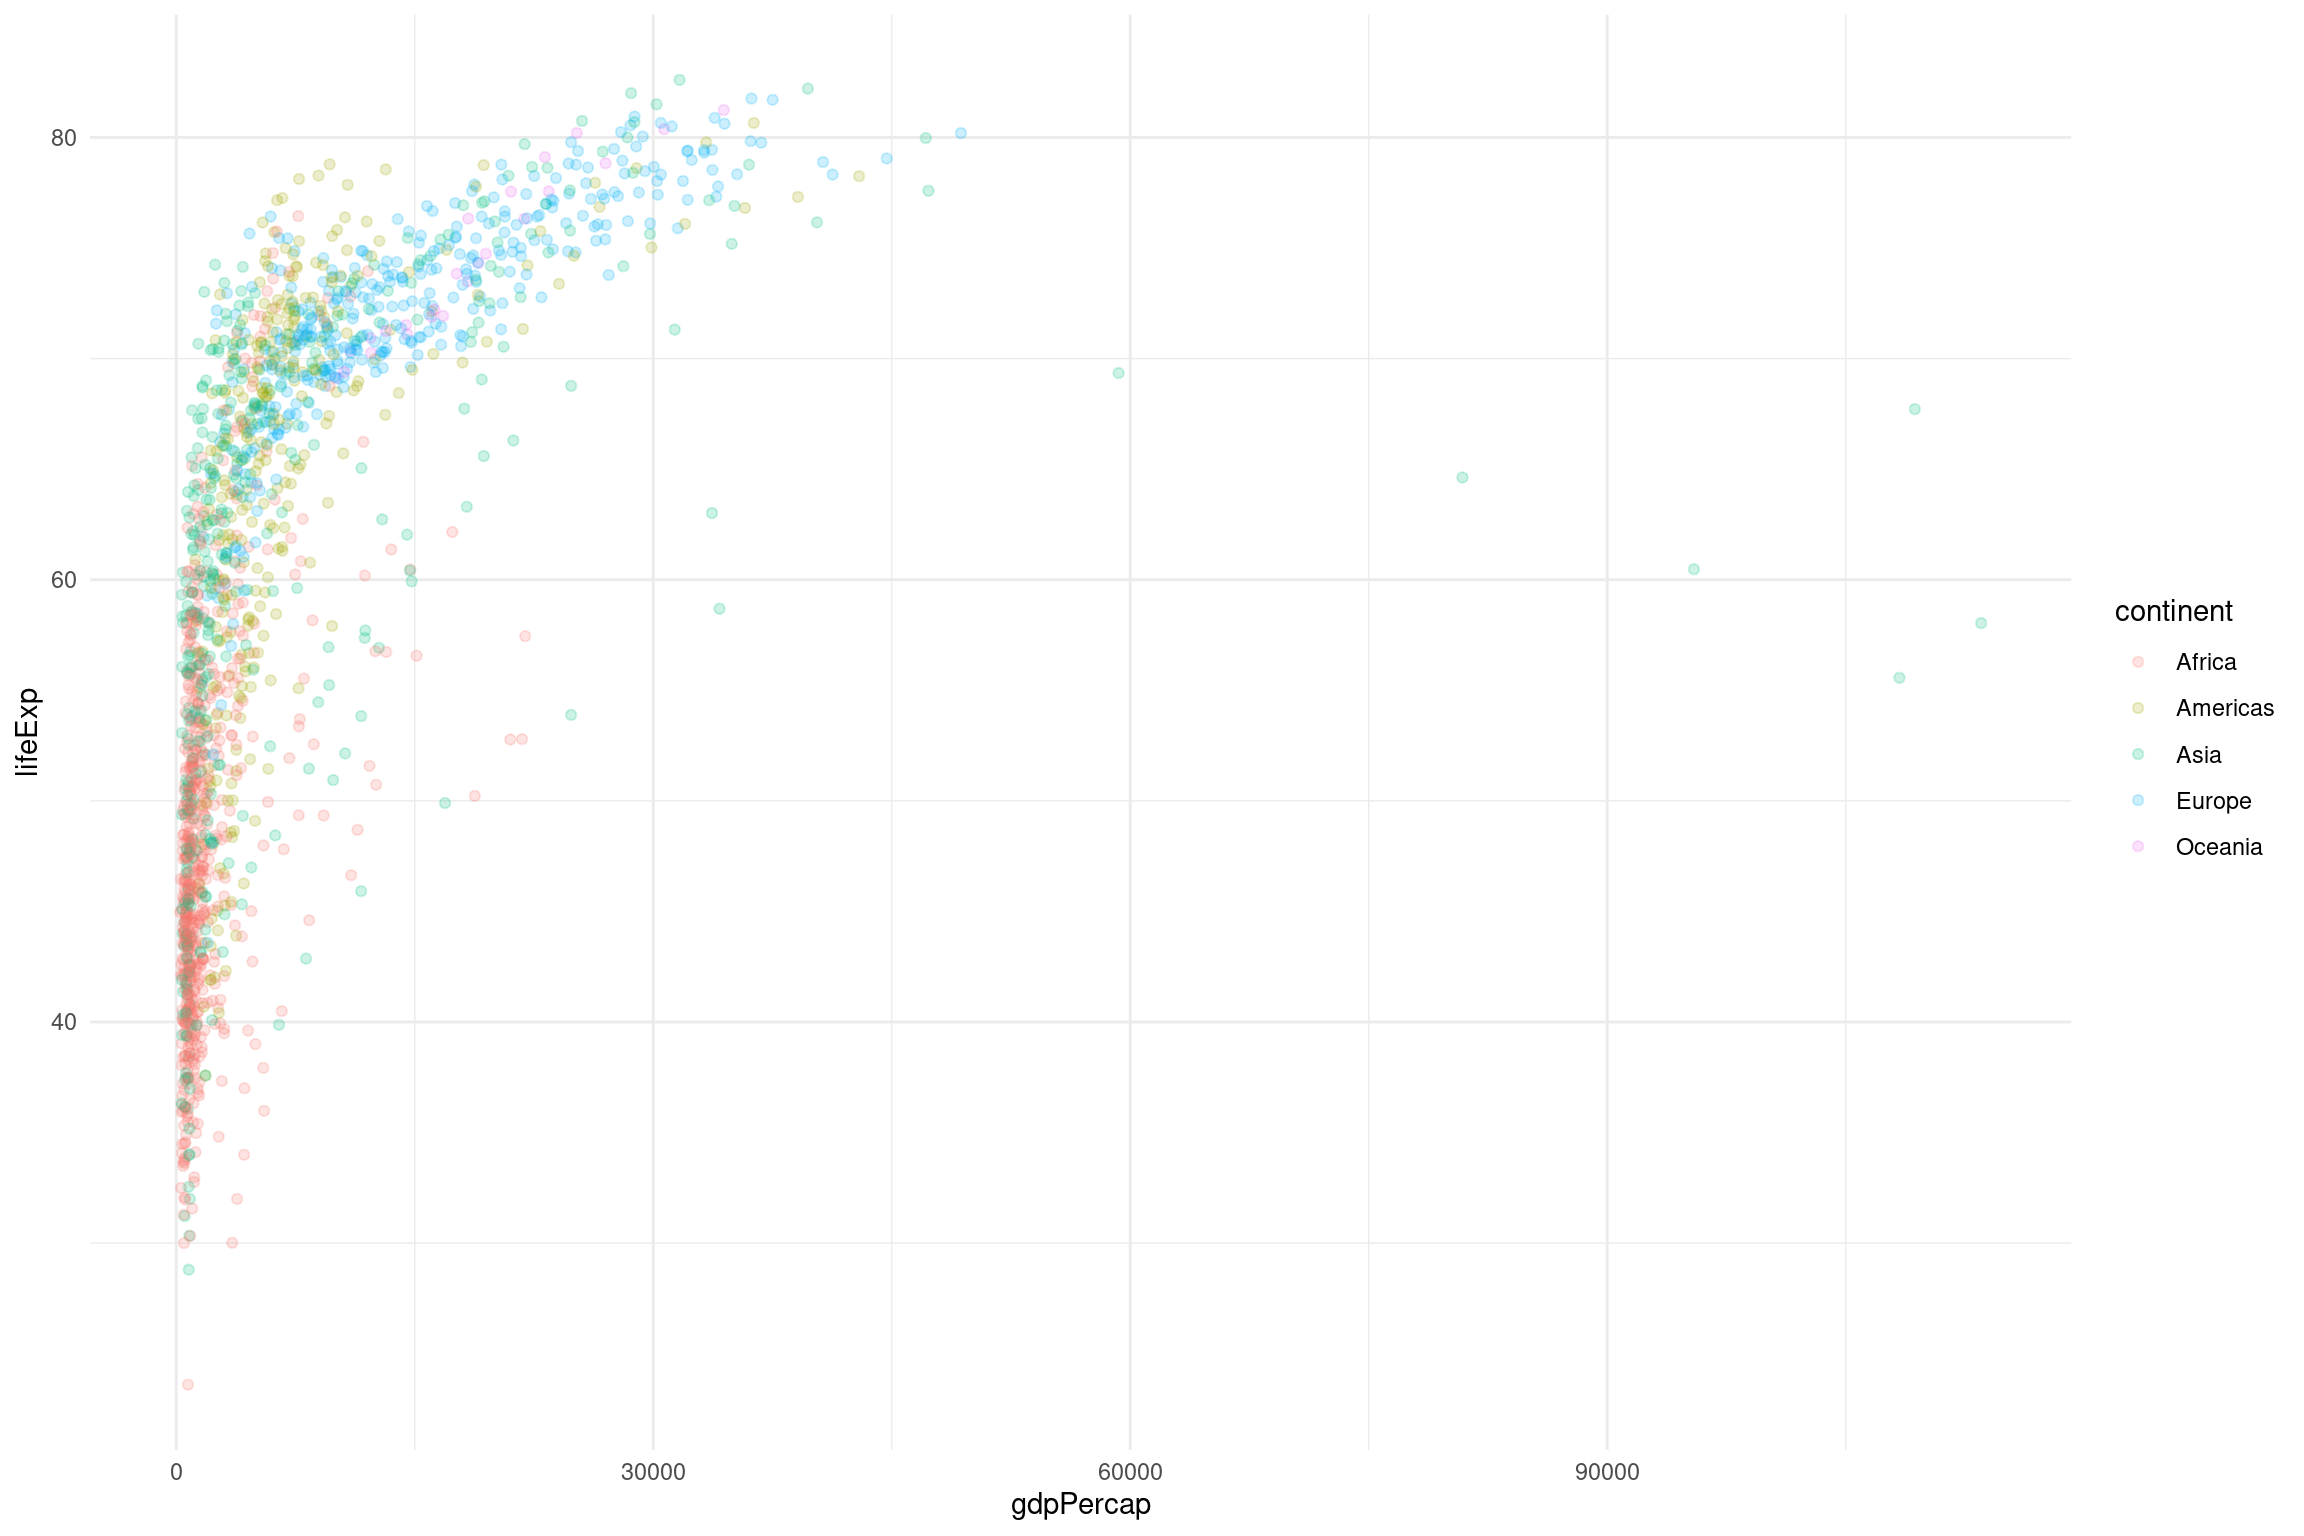 lifeExp
80
60
40
0
30000
60000
90000
gdpPercap
continent
Africa
Americas
Asia
Europe
Oceania